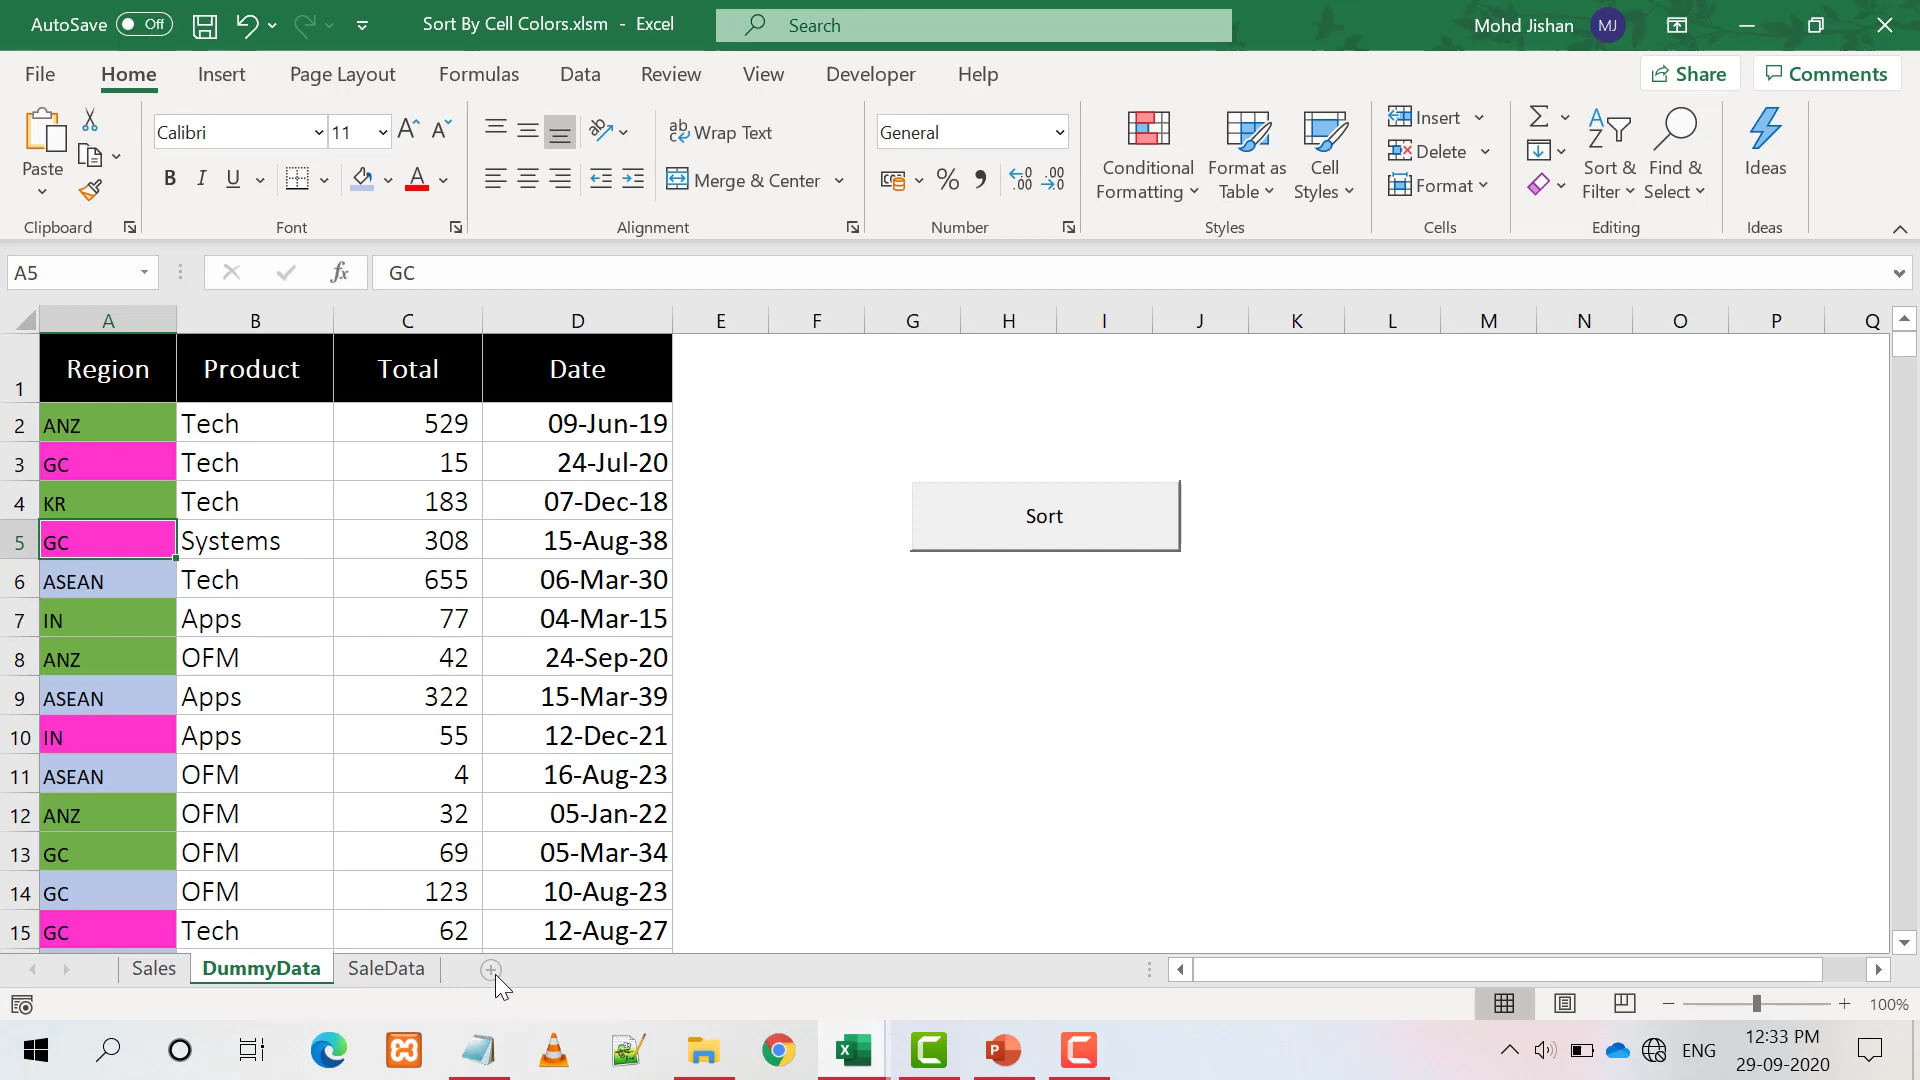 AutoSave Off Sort By Cell Colors.xlsm - Excel Search Mohd Jishan MJ
File Home Insert Page Layout Formulas Data Review View Developer Help Share Comments
Paste
Clipboard
Calibri 11
B I U
Font
Wrap Text
Merge & Center
Alignment
General
Number
Conditional Formatting
Format as Table
Cell Styles
Styles
Insert
Delete
Format
Cells
Sort & Filter
Find & Select
Editing
Ideas
Ideas
A5 fx GC
A B C D E F G H I J K L M N O P Q
1 Region Product Total Date
2 ANZ Tech 529 09-Jun-19
3 GC Tech 15 24-Jul-20
4 KR Tech 183 07-Dec-18
5 GC Systems 308 15-Aug-38
6 ASEAN Tech 655 06-Mar-30
7 IN Apps 77 04-Mar-15
8 ANZ OFM 42 24-Sep-20
9 ASEAN Apps 322 15-Mar-39
10 IN Apps 55 12-Dec-21
11 ASEAN OFM 4 16-Aug-23
12 ANZ OFM 32 05-Jan-22
13 GC OFM 69 05-Mar-34
14 GC OFM 123 10-Aug-23
15 GC Tech 62 12-Aug-27
Sort
Sales DummyData SaleData
100%
ENG 12:33 PM
29-09-2020